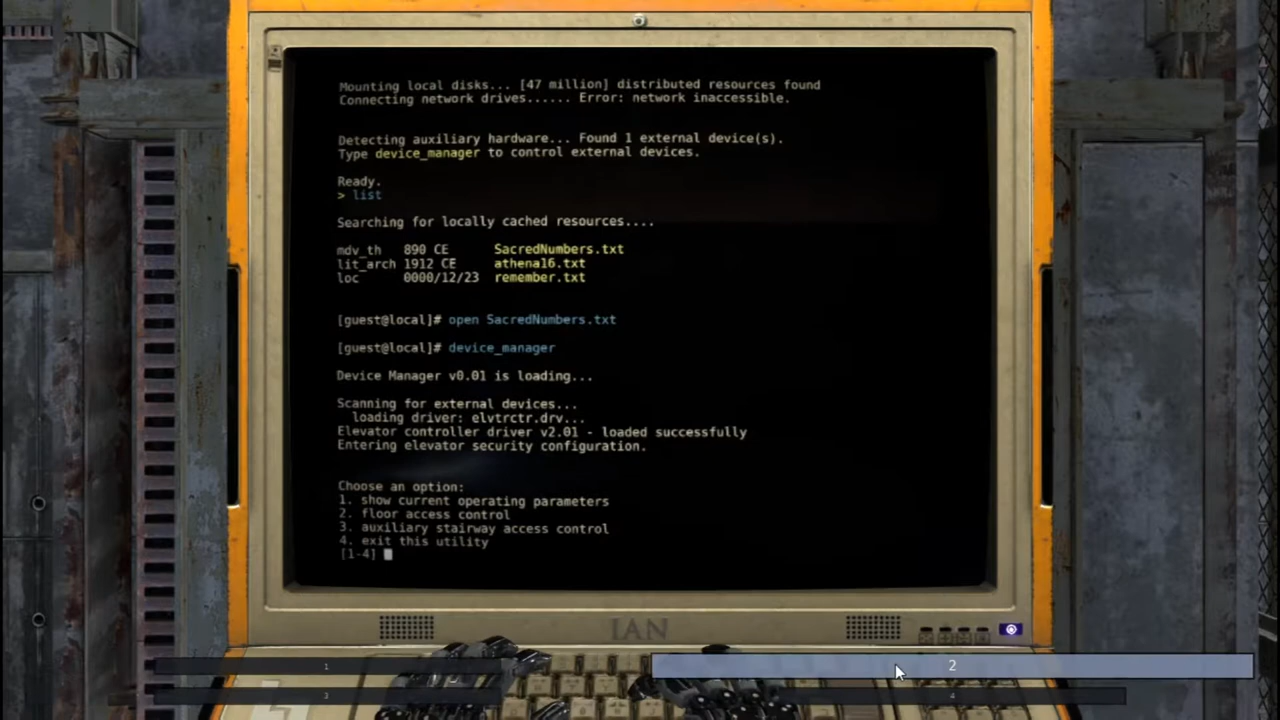 Mounting local disks... [47 million] distributed resources found
Connecting network drives...... Error: network inaccessible.
Detecting auxiliary hardware... Found 1 external device(s).
Type device_manager to control external devices.
Ready.
> list
Searching for locally cached resources....
mdv_th 890 CE SacredNumbers.txt
lit_arch 1912 CE athena16.txt
loc 0000/12/23 remember.txt
[guest@local]# open SacredNumbers.txt
[guest@local]# device_manager
Device Manager v0.01 is loading...
Scanning for external devices...
loading driver: elvtrctr.drv...
Elevator controller driver v2.01 - loaded successfully
Entering elevator security configuration.
Choose an option:
1. show current operating parameters
2. floor access control
3. auxiliary stairway access control
4. exit this utility
[1-4]
IAN
1
2
3
4